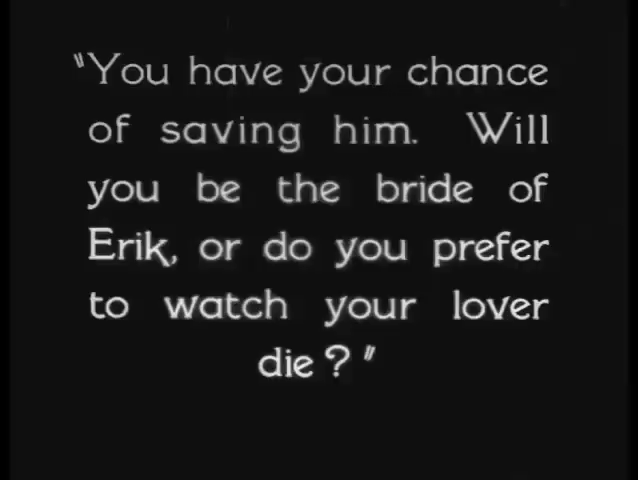 "You have your chance
of saving him. Will
you be the bride of
Erik, or do you prefer
to watch your lover
die?"